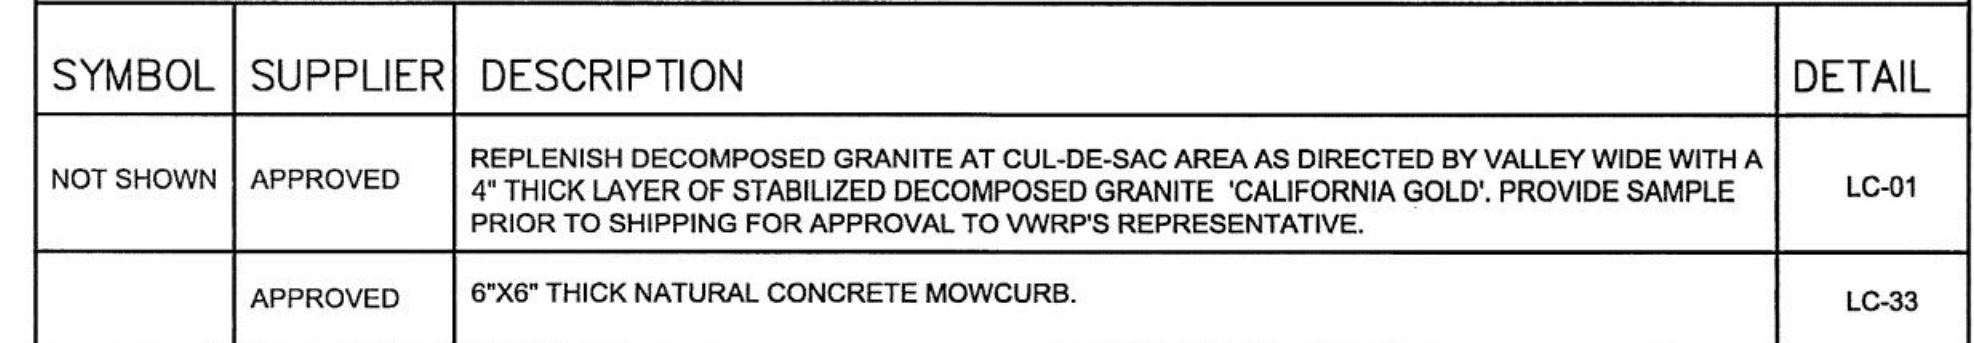 SYMBOL SUPPLIER DESCRIPTION DETAIL
NOT SHOWN APPROVED REPLENISH DECOMPOSED GRANITE AT CUL-DE-SAC AREA AS DIRECTED BY VALLEY WIDE WITH A
4" THICK LAYER OF STABILIZED DECOMPOSED GRANITE 'CALIFORNIA GOLD'. PROVIDE SAMPLE
PRIOR TO SHIPPING FOR APPROVAL TO VWRP'S REPRESENTATIVE.
LC-01
APPROVED 6"X6" THICK NATURAL CONCRETE MOWCURB. LC-33